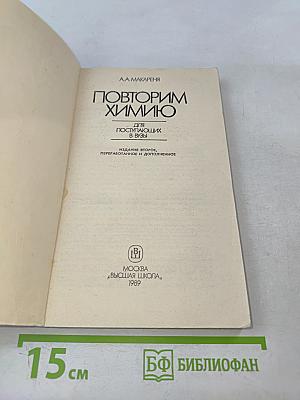 А.А.МАКАРЕНЯ
ПОВТОРИМ
ХИМИЮ
ДЛЯ
ПОСТУПАЮЩИХ
В ВУЗЫ
ИЗДАНИЕ ВТОРОЕ,
ПЕРЕРАБОТАННОЕ И ДОПОЛНЕННОЕ
МОСКВА
„ВЫСШАЯ ШКОЛА„
1989
15 см
БФ БИБЛИОФАН